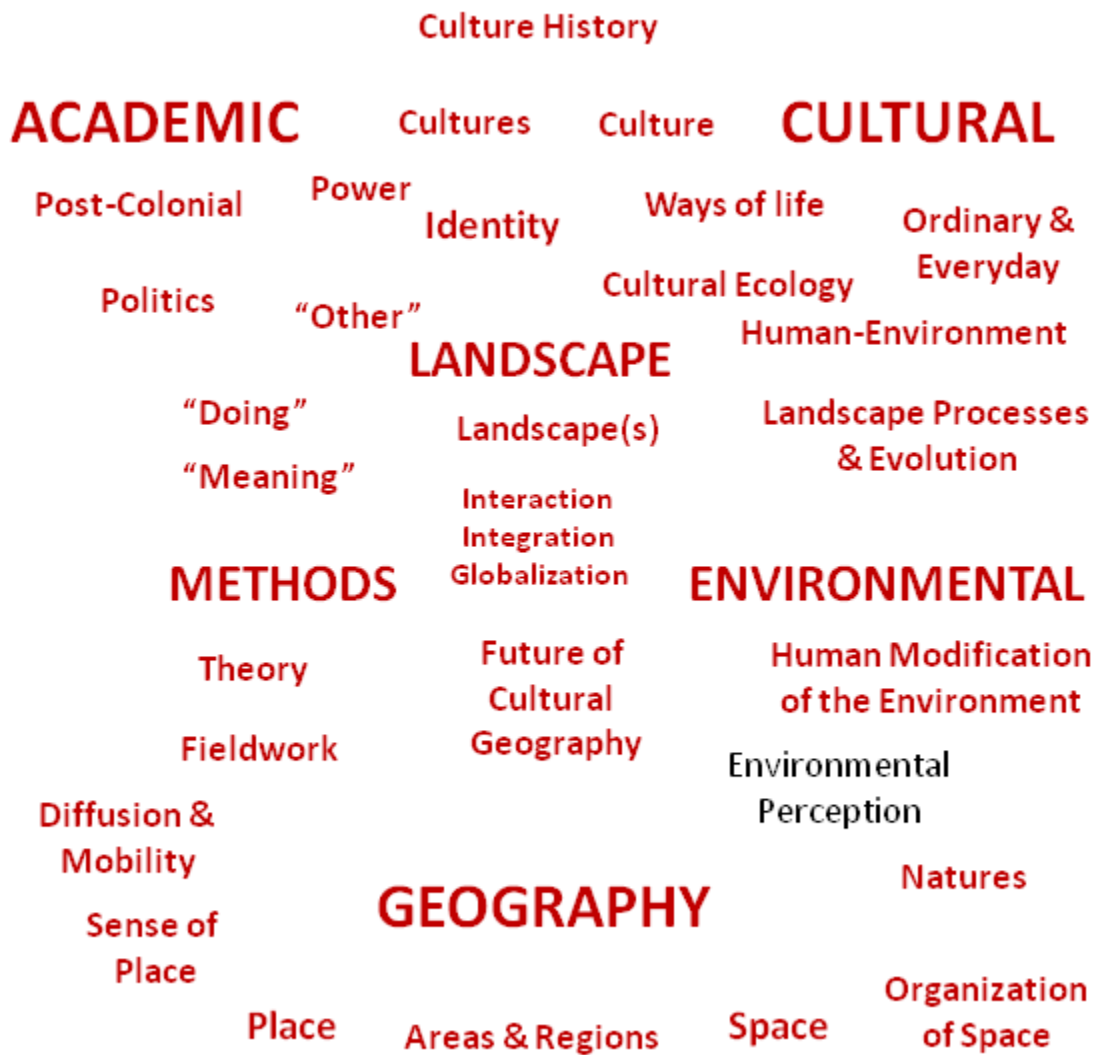 Culture History
ACADEMIC
Cultures
Culture
CULTURAL
Post-Colonial
Power
Identity
Ways of life
Ordinary &
Everyday
Politics
“Other”
Cultural Ecology
Human-Environment
LANDSCAPE
“Doing”
Landscape(s)
Landscape Processes
& Evolution
“Meaning”
Interaction
Integration
Globalization
METHODS
ENVIRONMENTAL
Theory
Future of
Cultural
Geography
Human Modification
of the Environment
Fieldwork
Environmental
Perception
Diffusion &
Mobility
Natures
GEOGRAPHY
Sense of
Place
Place
Areas & Regions
Space
Organization
of Space